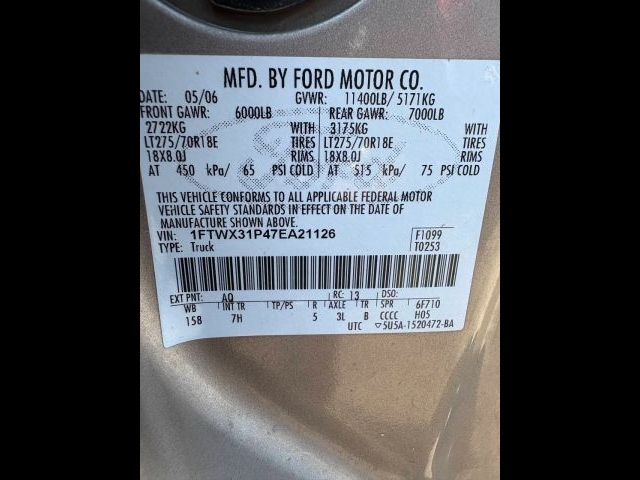 MFD. BY FORD MOTOR CO.
DATE: 05/06 GVWR: 11400LB/ 5171KG
FRONT GAWR: 6000LB REAR GAWR: 7000LB
2722KG WITH 3175KG WITH
LT275/70R18E TIRES LT275/70R18E TIRES
18X8.0J RIMS 18X8.0J RIMS
AT 450 kPa/ 65 PSI COLD AT 515 kPa/ 75 PSI COLD
THIS VEHICLE CONFORMS TO ALL APPLICABLE FEDERAL MOTOR
VEHICLE SAFETY STANDARDS IN EFFECT ON THE DATE OF
MANUFACTURE SHOWN ABOVE.
VIN: 1FTWX31P47EA21126 F1099
TYPE: Truck T0253
EXT PNT: AQ RC: 13 DSO:
WB INT TR TP/PS R AXLE TR SPR 6F710
158 7H 5 3L B CCCC H05
UTC ▽5U5A-1520472-BA